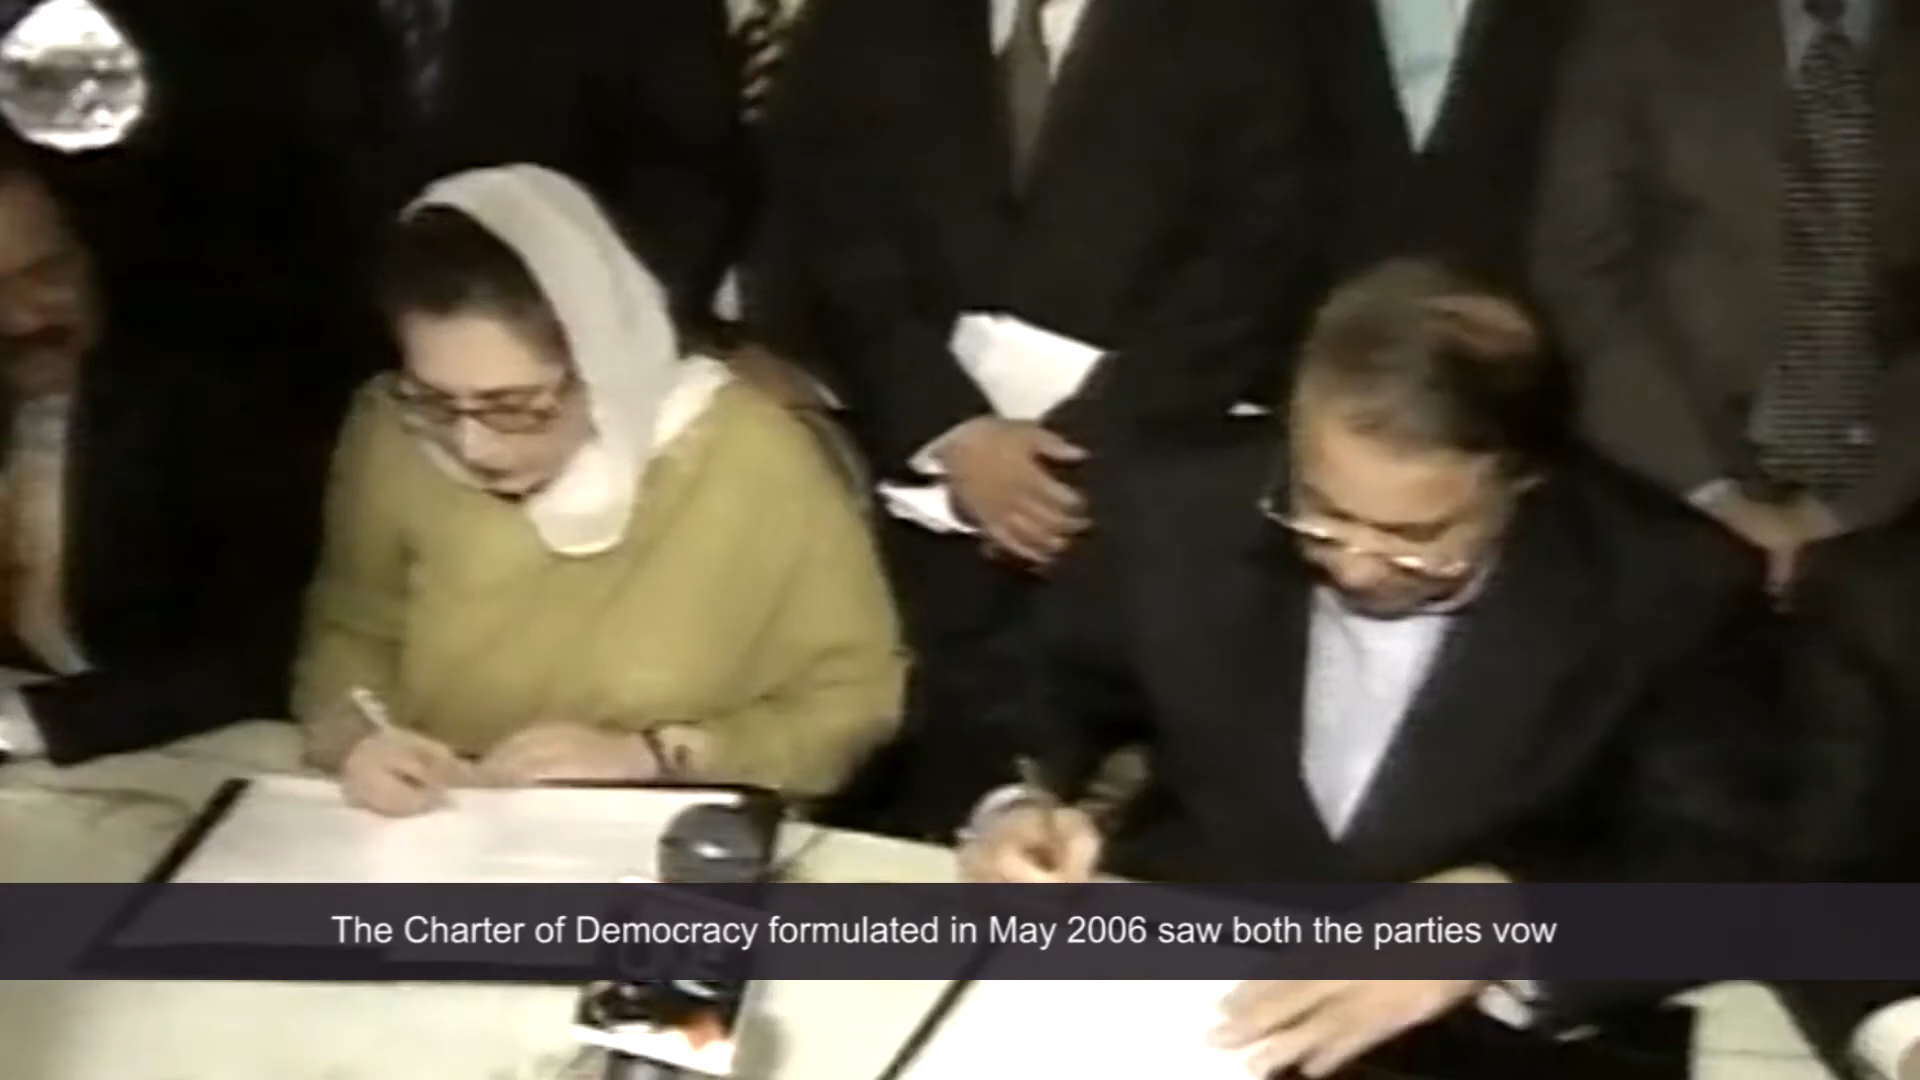 The Charter of Democracy formulated in May 2006 saw both the parties vow